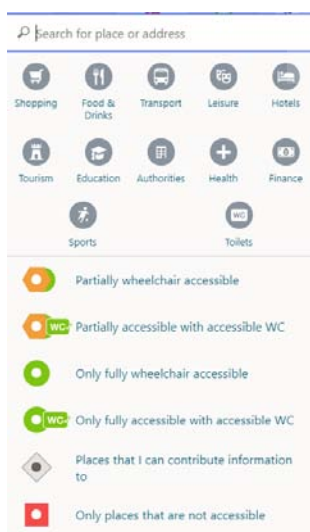 Search for place or address
Shopping
Food &
Drinks
Transport
Leisure
Hotels
Tourism
Education
Authorities
Health
Finance
Sports
WC
Toilets
Partially wheelchair accessible
WC
Partially accessible with accessible WC
Only fully wheelchair accessible
WC
Only fully accessible with accessible WC
Places that I can contribute information
to
Only places that are not accessible